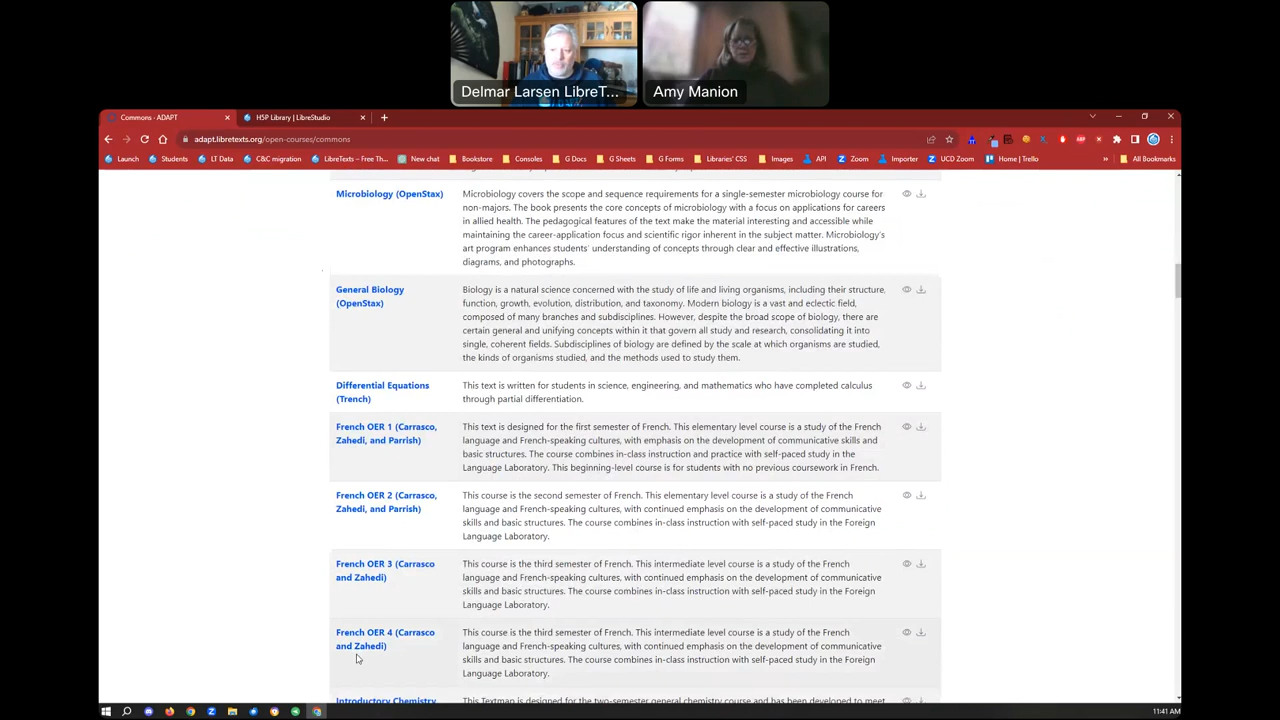 Delmar Larsen LibreT...
Amy Manion
Commons - ADAPT
H5P Library | LibreStudio
adapt.libretexts.org/open-courses/commons
Launch
Students
LT Data
C&C migration
LibreTexts – Free Th...
New chat
Bookstore
Consoles
G Docs
G Sheets
G Forms
Libraries' CSS
Images
API
Zoom
Importer
UCD Zoom
Home | Trello
All Bookmarks
Microbiology (OpenStax)
Microbiology covers the scope and sequence requirements for a single-semester microbiology course for
non-majors. The book presents the core concepts of microbiology with a focus on applications for careers
in allied health. The pedagogical features of the text make the material interesting and accessible while
maintaining the career-application focus and scientific rigor inherent in the subject matter. Microbiology's
art program enhances students' understanding of concepts through clear and effective illustrations,
diagrams, and photographs.
General Biology
(OpenStax)
Biology is a natural science concerned with the study of life and living organisms, including their structure,
function, growth, evolution, distribution, and taxonomy. Modern biology is a vast and eclectic field,
composed of many branches and subdisciplines. However, despite the broad scope of biology, there are
certain general and unifying concepts within it that govern all study and research, consolidating it into
single, coherent fields. Subdisciplines of biology are defined by the scale at which organisms are studied,
the kinds of organisms studied, and the methods used to study them.
Differential Equations
(Trench)
This text is written for students in science, engineering, and mathematics who have completed calculus
through partial differentiation.
French OER 1 (Carrasco,
Zahedi, and Parrish)
This text is designed for the first semester of French. This elementary level course is a study of the French
language and French-speaking cultures, with emphasis on the development of communicative skills and
basic structures. The course combines in-class instruction and practice with self-paced study in the
Language Laboratory. This beginning-level course is for students with no previous coursework in French.
French OER 2 (Carrasco,
Zahedi, and Parrish)
This course is the second semester of French. This elementary level course is a study of the French
language and French-speaking cultures, with continued emphasis on the development of communicative
skills and basic structures. The course combines in-class instruction with self-paced study in the Foreign
Language Laboratory.
French OER 3 (Carrasco
and Zahedi)
This course is the third semester of French. This intermediate level course is a study of the French
language and French-speaking cultures, with continued emphasis on the development of communicative
skills and basic structures. The course combines in-class instruction with self-paced study in the Foreign
Language Laboratory.
French OER 4 (Carrasco
and Zahedi)
This course is the third semester of French. This intermediate level course is a study of the French
language and French-speaking cultures, with continued emphasis on the development of communicative
skills and basic structures. The course combines in-class instruction with self-paced study in the Foreign
Language Laboratory.
Introductory Chemistry
This Textmap is designed for the two-semester general chemistry course and has been developed to meet
11:41 AM